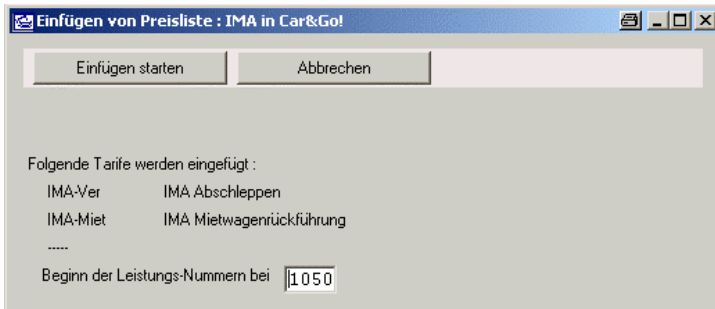 Einfügen von Preisliste : IMA in Car&Go!
Einfügen starten Abbrechen
Folgende Tarife werden eingefügt :
IMA-Ver IMA Abschleppen
IMA-Miet IMA Mietwagenrückführung
-----
Beginn der Leistungs-Nummern bei 1050